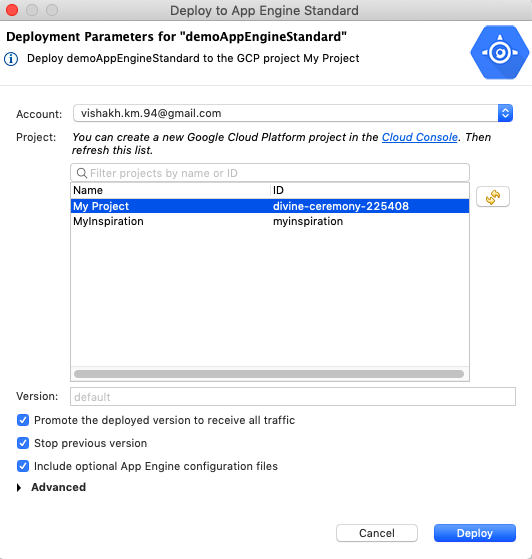 Deploy to App Engine Standard
Deployment Parameters for "demoAppEngineStandard"
Deploy demoAppEngineStandard to the GCP project My Project
Account: vishakh.km.94@gmail.com
Project: You can create a new Google Cloud Platform project in the Cloud Console. Then
refresh this list.
Filter projects by name or ID
Name ID
My Project divine-ceremony-225408
MyInspiration myinspiration
Version: default
Promote the deployed version to receive all traffic
Stop previous version
Include optional App Engine configuration files
Advanced
Cancel Deploy